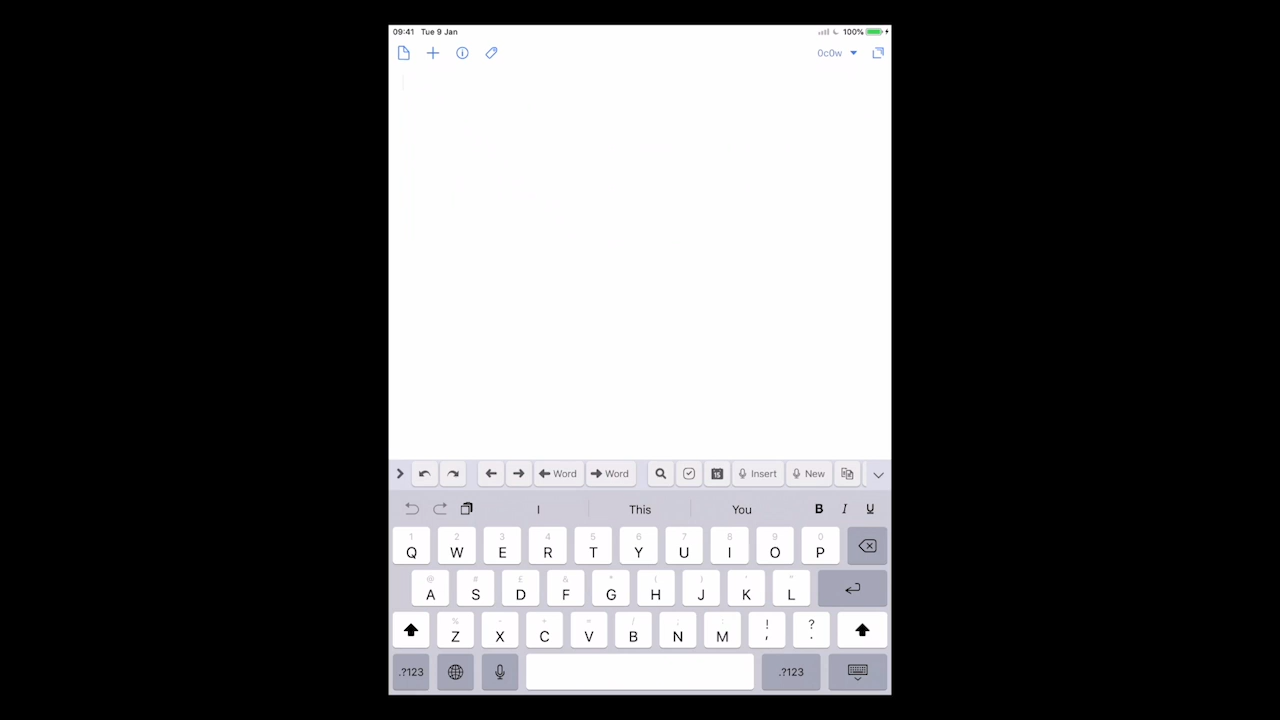 09:41 Tue 9 Jan 100%
0c0w
Word Word 15 Insert New
I This You B I U
1 2 3 4 5 6 7 8 9 0
Q W E R T Y U I O P
@ # £ & * ( ) ' "
A S D F G H J K L
% - + = / ; : ! ?
Z X C V B N M , .
.?123 .?123